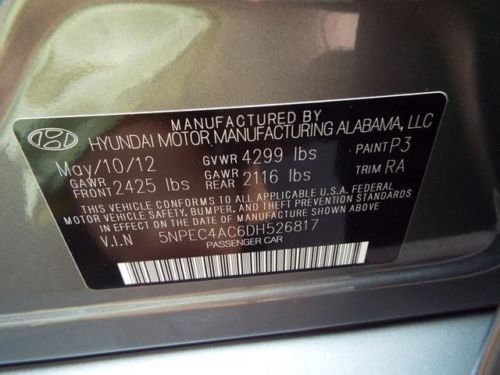 MANUFACTURED BY
HYUNDAI MOTOR MANUFACTURING ALABAMA, LLC
May/10/12 GVWR 4299 lbs PAINT P3
GAWR FRONT 2425 lbs GAWR REAR 2116 lbs TRIM RA
THIS VEHICLE CONFORMS TO ALL APPLICABLE U.S.A. FEDERAL
MOTOR VEHICLE SAFETY, BUMPER, AND THEFT PREVENTION STANDARDS
IN EFFECT ON THE DATE OF MANUFACTURE SHOWN ABOVE.
V.I.N 5NPEC4AC6DH526817
PASSENGER CAR